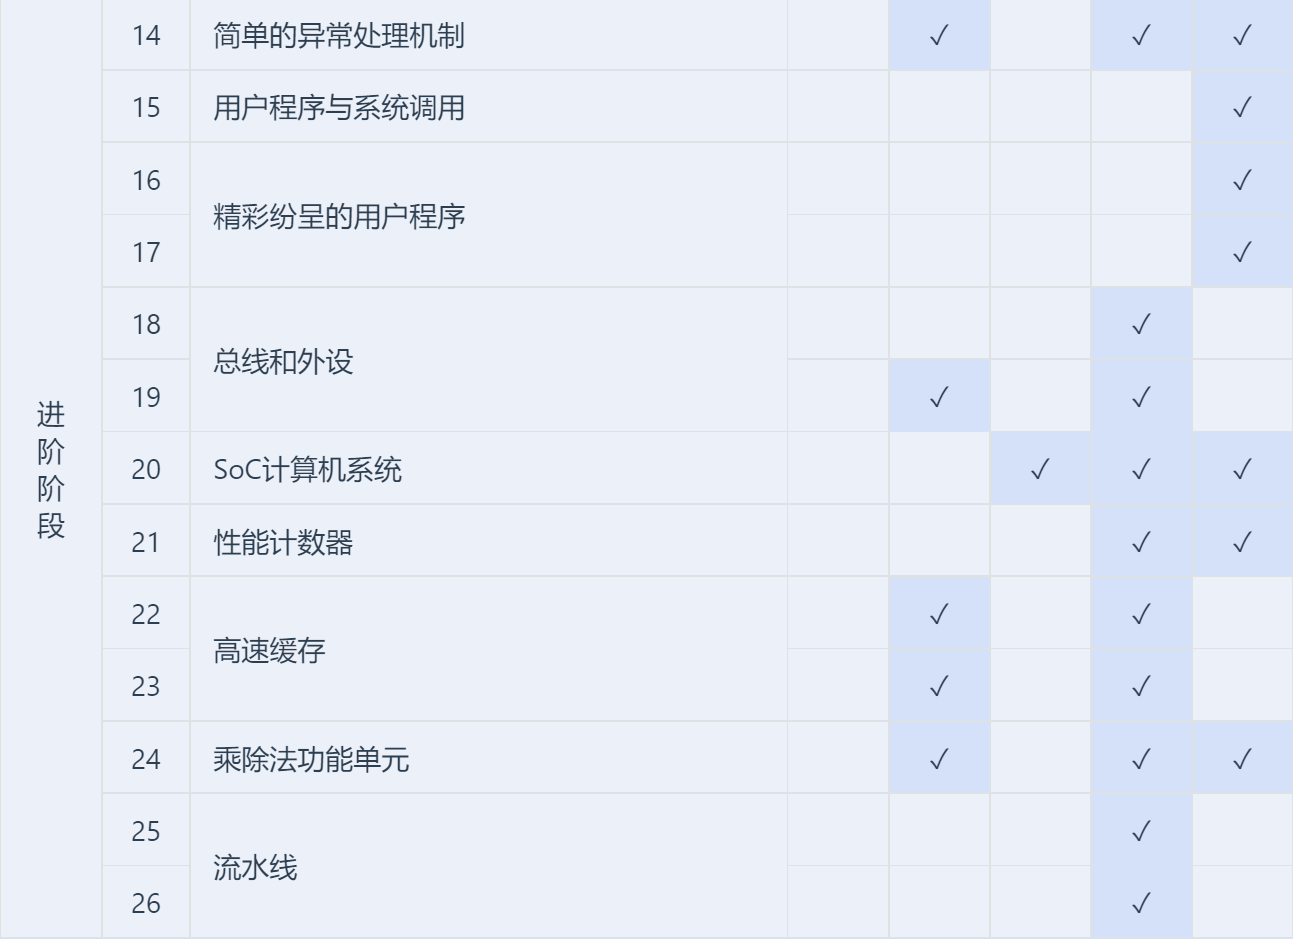 14 简单的异常处理机制 ✓ ✓ ✓
15 用户程序与系统调用 ✓
16 ✓
精彩纷呈的用户程序
17 ✓
18 ✓
总线和外设
19 ✓ ✓
进
阶
阶
段
20 SoC计算机系统 ✓ ✓ ✓
21 性能计数器 ✓ ✓
22 ✓ ✓
高速缓存
23 ✓ ✓
24 乘除法功能单元 ✓ ✓ ✓
25 ✓
流水线
26 ✓